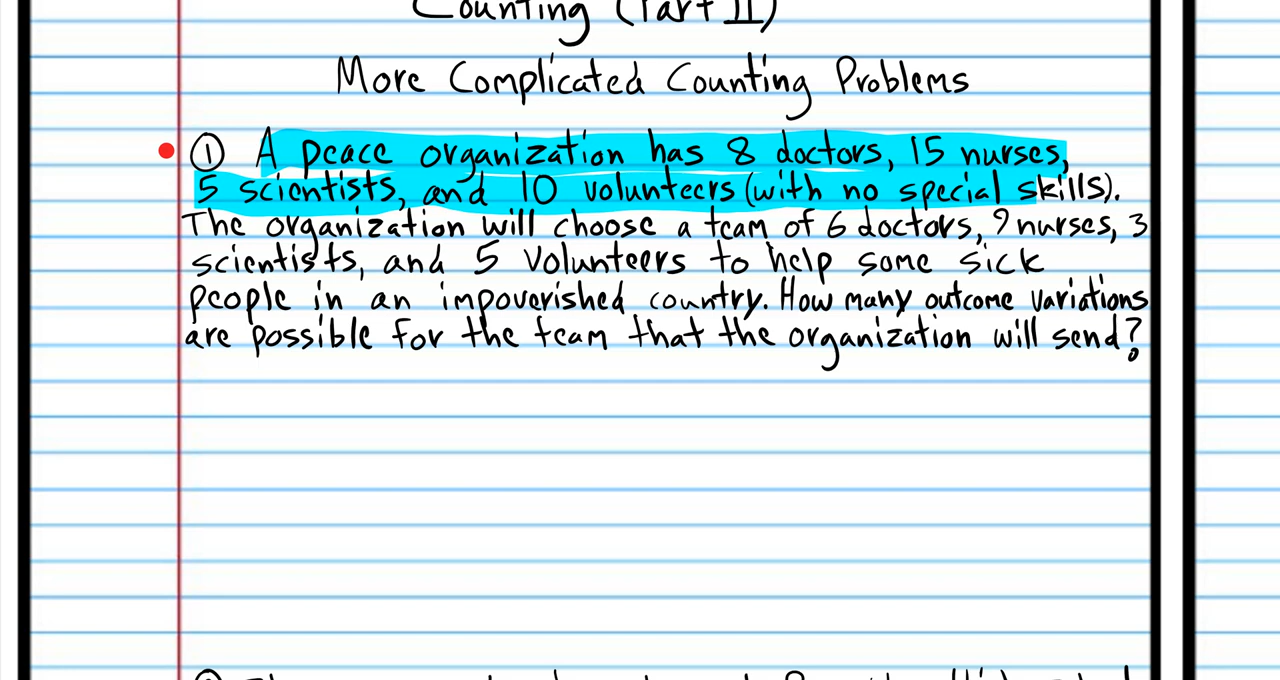 Counting (Part II)
More Complicated Counting Problems
① A peace organization has 8 doctors, 15 nurses,
5 scientists, and 10 volunteers (with no special skills).
The organization will choose a team of 6 doctors, 9 nurses, 3
scientists, and 5 volunteers to help some sick
people in an impoverished country. How many outcome variations
are possible for the team that the organization will send?